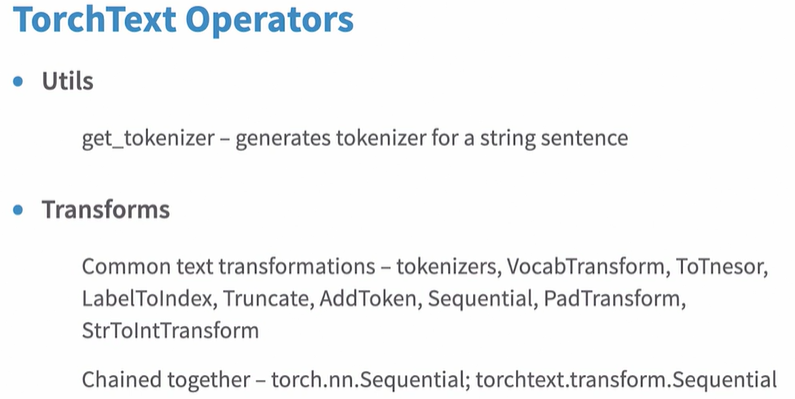 TorchText Operators
• Utils
get_tokenizer – generates tokenizer for a string sentence
• Transforms
Common text transformations – tokenizers, VocabTransform, ToTnesor,
LabelToIndex, Truncate, AddToken, Sequential, PadTransform,
StrToIntTransform
Chained together – torch.nn.Sequential; torchtext.transform.Sequential